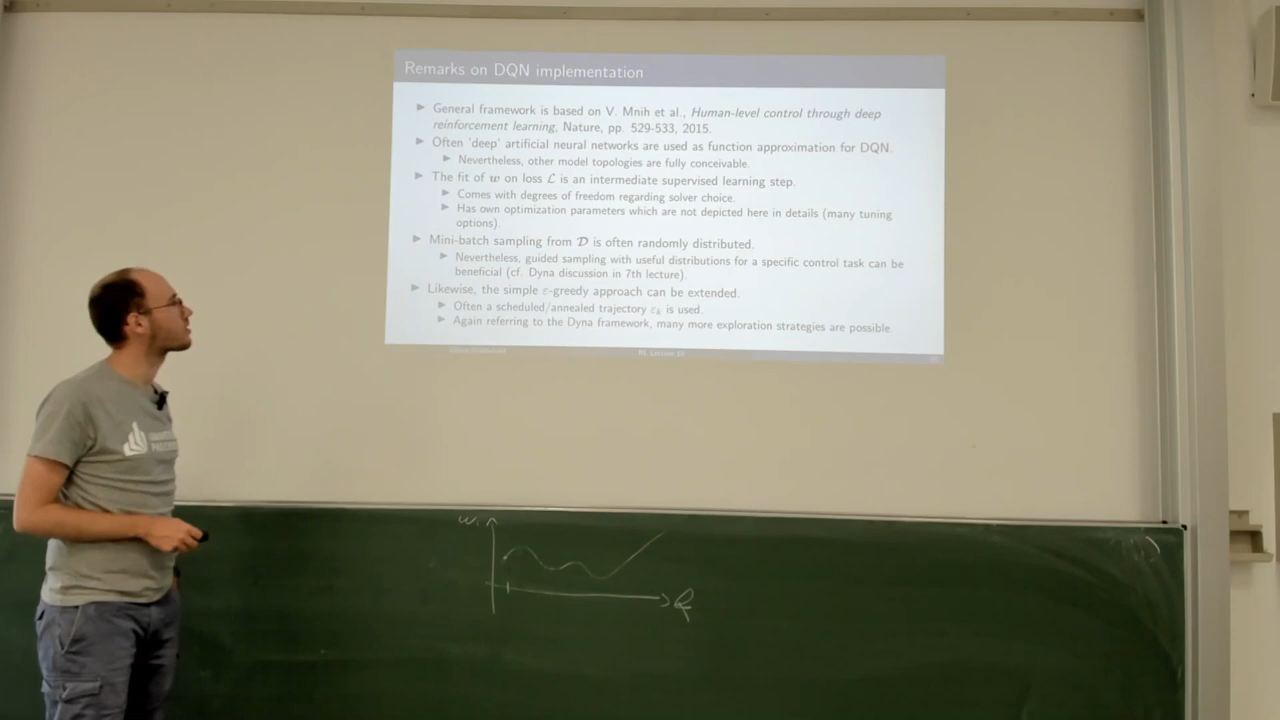 Remarks on DQN implementation
► General framework is based on V. Mnih et al., Human-level control through deep
reinforcement learning, Nature, pp. 529-533, 2015.
► Often 'deep' artificial neural networks are used as function approximation for DQN.
► Nevertheless, other model topologies are fully conceivable.
► The fit of w on loss ℒ is an intermediate supervised learning step.
► Comes with degrees of freedom regarding solver choice.
► Has own optimization parameters which are not depicted here in details (many tuning
options).
► Mini-batch sampling from 𝓓 is often randomly distributed.
► Nevertheless, guided sampling with useful distributions for a specific control task can be
beneficial (cf. Dyna discussion in 7th lecture).
► Likewise, the simple ε-greedy approach can be extended.
► Often a scheduled/annealed trajectory εₖ is used.
► Again referring to the Dyna framework, many more exploration strategies are possible.
RL Lecture